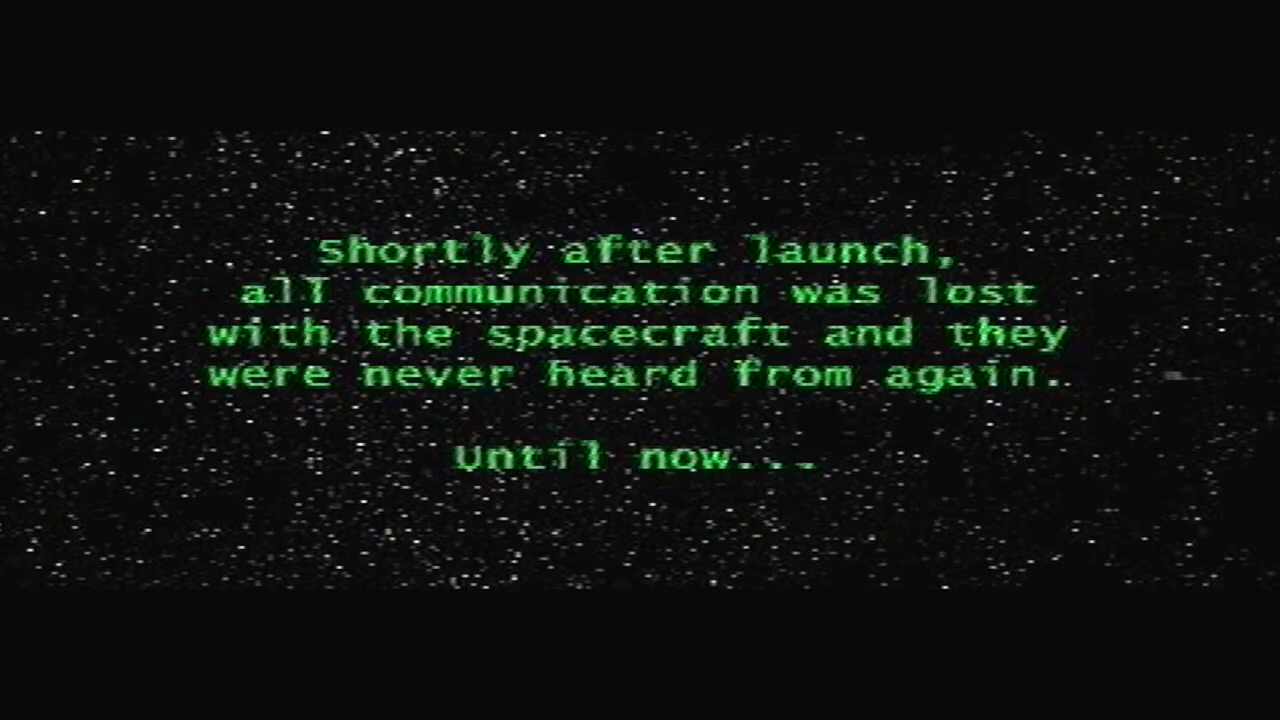 Shortly after launch,
all communication was lost
with the spacecraft and they
were never heard from again.
Until now...